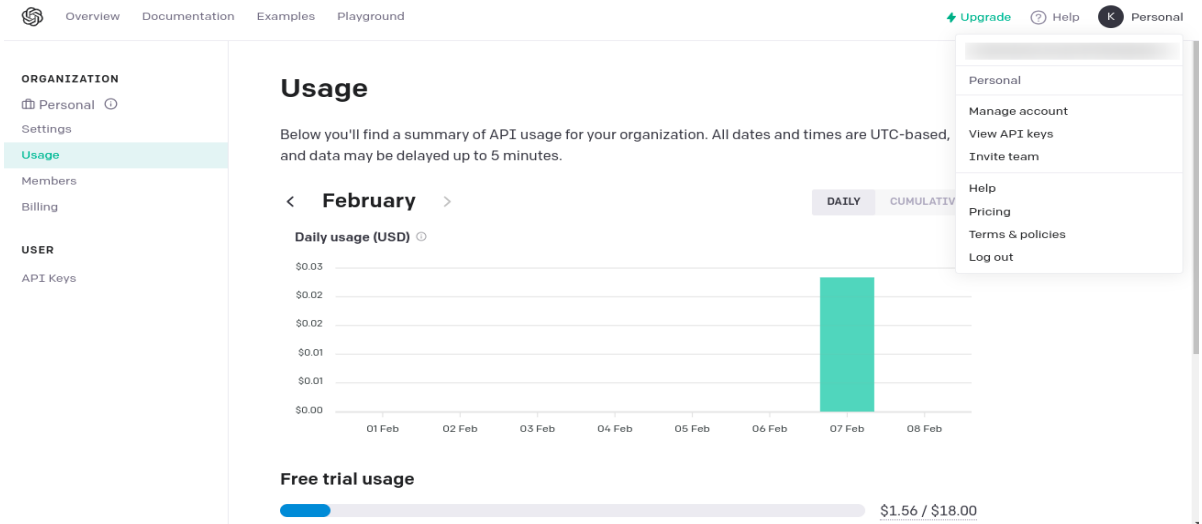 Overview Documentation Examples Playground Upgrade Help K Personal
ORGANIZATION
Personal
Settings
Usage
Members
Billing
USER
API Keys
Usage
Below you'll find a summary of API usage for your organization. All dates and times are UTC-based,
and data may be delayed up to 5 minutes.
February
DAILY CUMULATIV
Daily usage (USD)
$0.03
$0.02
$0.02
$0.01
$0.01
$0.00
01 Feb 02 Feb 03 Feb 04 Feb 05 Feb 06 Feb 07 Feb 08 Feb
Free trial usage
$1.56 / $18.00
Personal
Manage account
View API keys
Invite team
Help
Pricing
Terms & policies
Log out